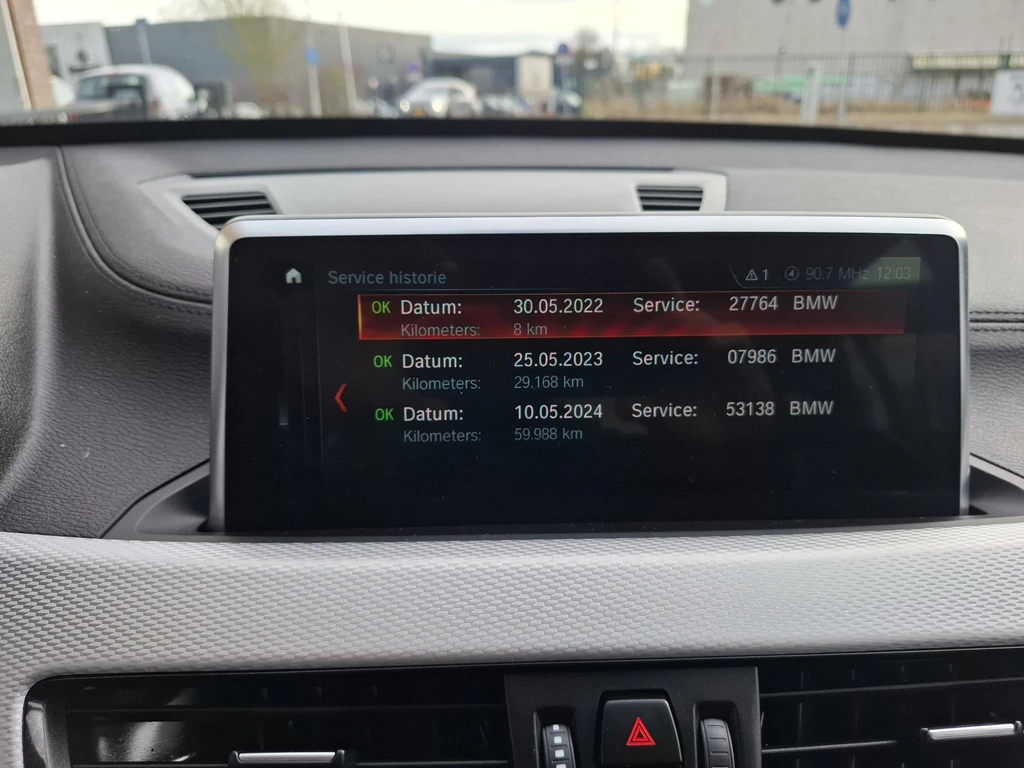 Service historie 1 4 90.7 MHz 12.03
OK Datum: 30.05.2022 Service: 27764 BMW
Kilometers: 8 km
OK Datum: 25.05.2023 Service: 07986 BMW
Kilometers: 29.168 km
OK Datum: 10.05.2024 Service: 53138 BMW
Kilometers: 59.988 km